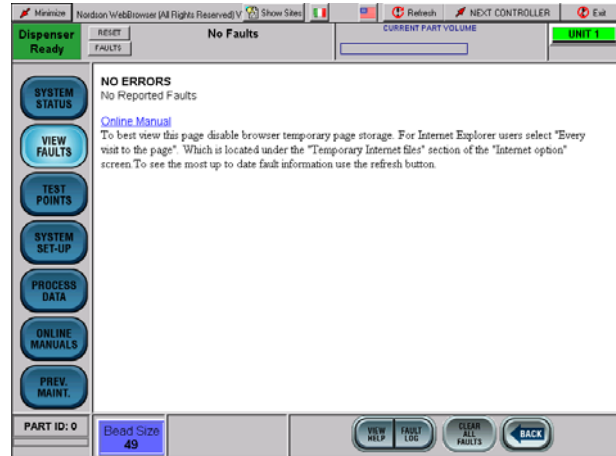 Minimize
Nordson WebBrowser (All Rights Reserved) V
Show Sites
Refresh
NEXT CONTROLLER
Exit
Dispenser
Ready
RESET
FAULTS
No Faults
CURRENT PART VOLUME
UNIT 1
SYSTEM
STATUS
VIEW
FAULTS
TEST
POINTS
SYSTEM
SET-UP
PROCESS
DATA
ONLINE
MANUALS
PREV.
MAINT.
NO ERRORS
No Reported Faults
Online Manual
To best view this page disable browser temporary page storage. For Internet Explorer users select "Every
visit to the page". Which is located under the "Temporary Internet files" section of the "Internet option"
screen.To see the most up to date fault information use the refresh button.
PART ID: 0
Bead Size
49
VIEW
HELP
FAULT
LOG
CLEAR
ALL
FAULTS
BACK